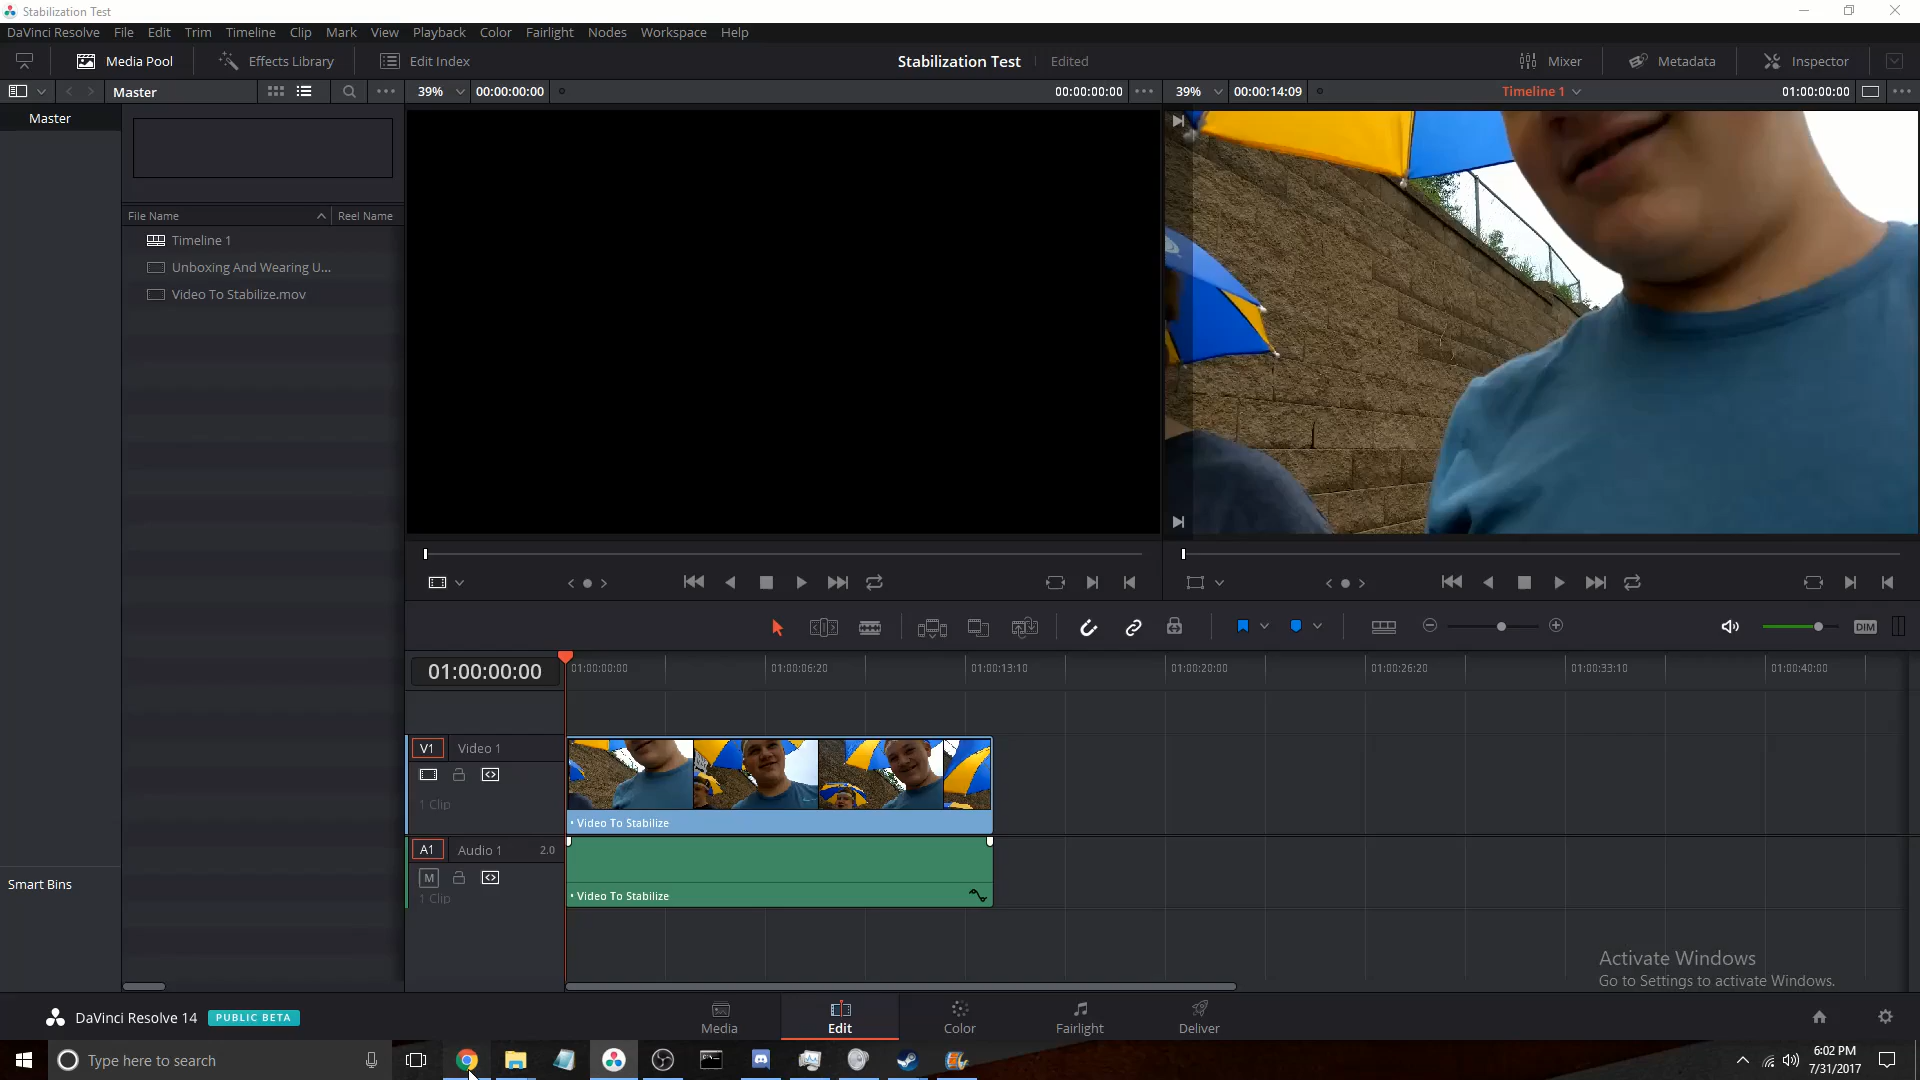 Stabilization Test
DaVinci Resolve File Edit Trim Timeline Clip Mark View Playback Color Fairlight Nodes Workspace Help
Media Pool Effects Library Edit Index Stabilization Test Edited Mixer Metadata Inspector
Master 39% 00:00:00:00 00:00:00:00 39% 00:00:14:09 Timeline 1 01:00:00:00
Master
File Name Reel Name
Timeline 1
Unboxing And Wearing U...
Video To Stabilize.mov
DIM
01:00:00:00 01:00:00:00 01:00:06:20 01:00:13:10 01:00:20:00 01:00:26:20 01:00:33:10 01:00:40:00
V1 Video 1
1 Clip
• Video To Stabilize
A1 Audio 1 2.0
M
1 Clip
• Video To Stabilize
Smart Bins
Activate Windows
Go to Settings to activate Windows.
DaVinci Resolve 14 PUBLIC BETA
Media Edit Color Fairlight Deliver
Type here to search
6:02 PM
7/31/2017